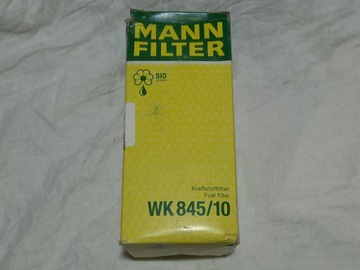 MANN
FILTER
BIO
Kraftstofffilter
Fuel filter
WK 845/10